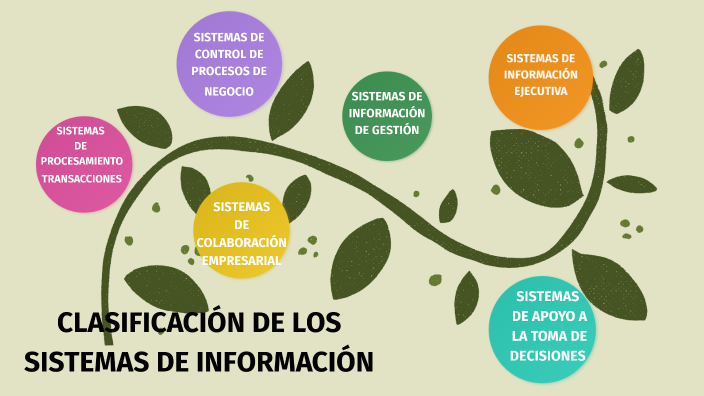 SISTEMAS DE
CONTROL DE
PROCESOS DE
NEGOCIO
SISTEMAS DE
INFORMACIÓN
EJECUTIVA
SISTEMAS DE
INFORMACIÓN
DE GESTIÓN
SISTEMAS
DE
PROCESAMIENTO
TRANSACCIONES
SISTEMAS
DE
COLABORACIÓN
EMPRESARIAL
SISTEMAS
DE APOYO A
LA TOMA DE
DECISIONES
CLASIFICACIÓN DE LOS
SISTEMAS DE INFORMACIÓN